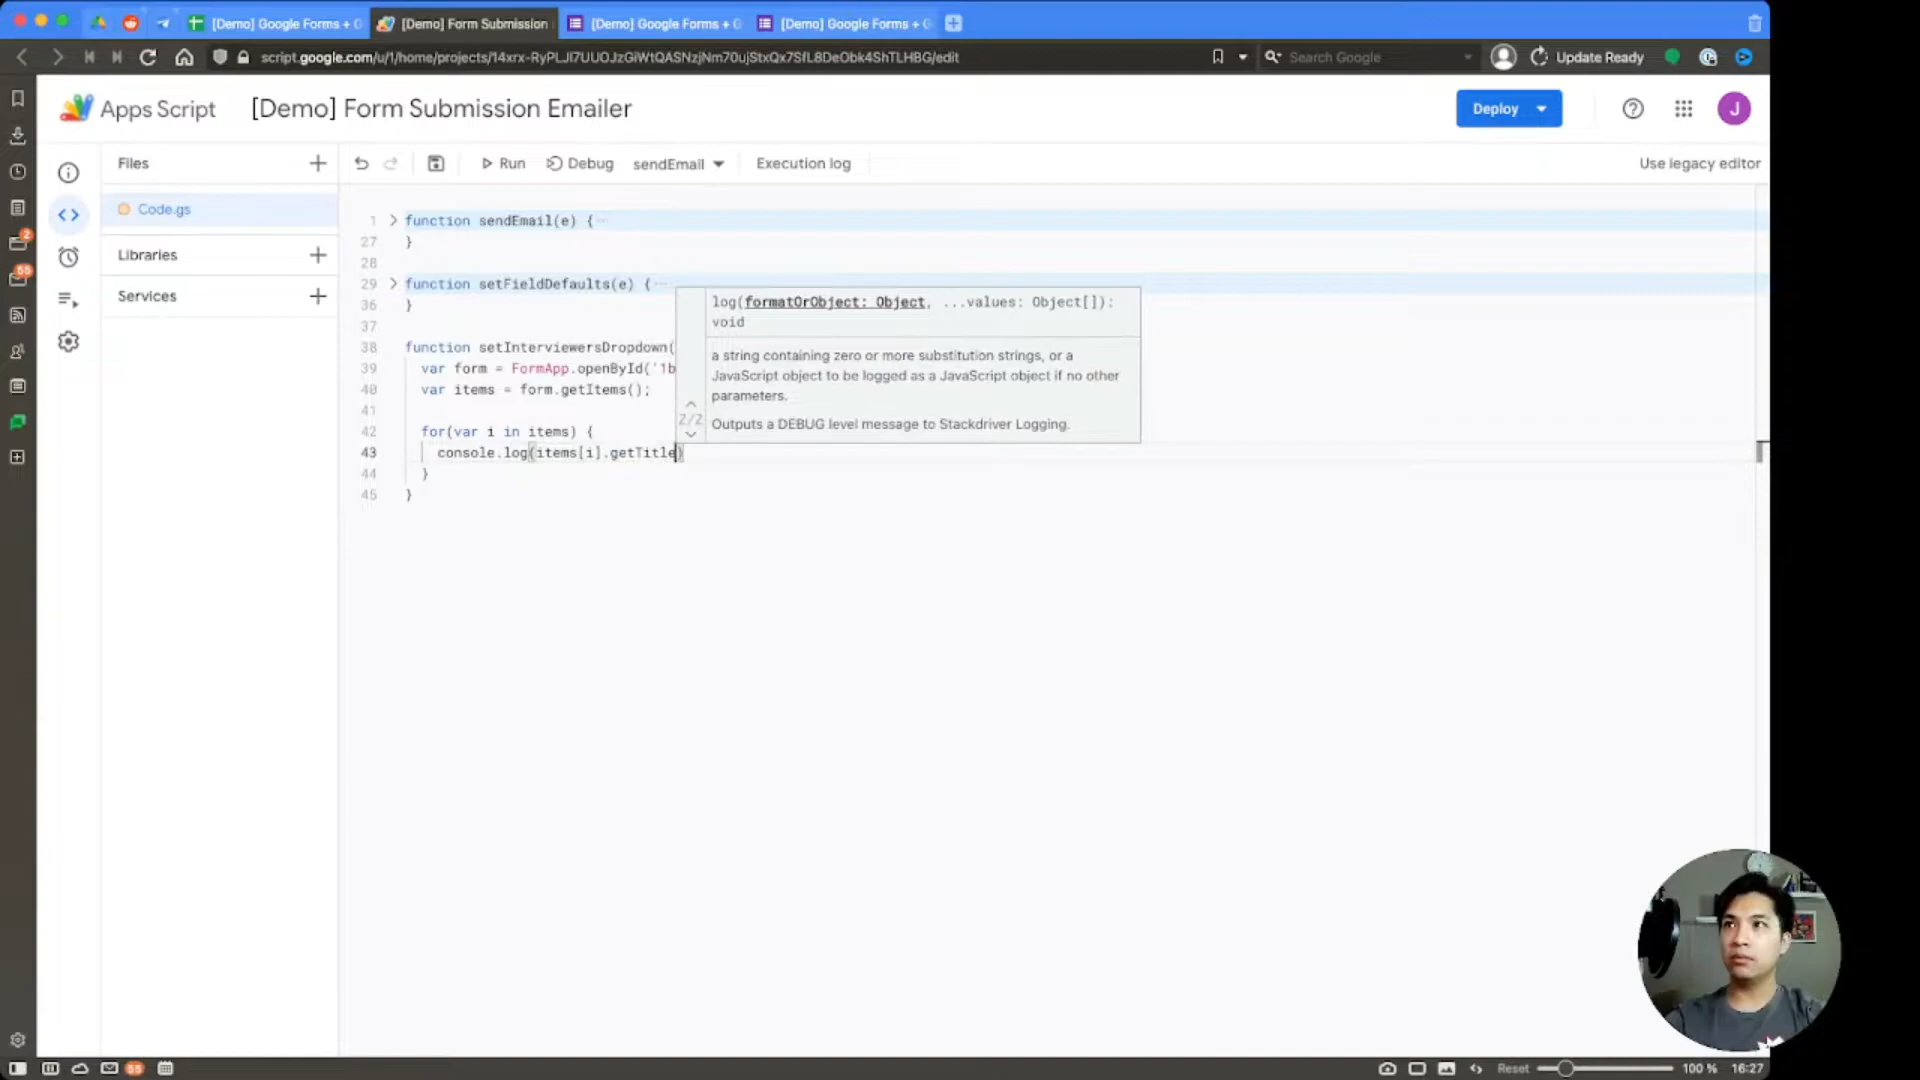 [Demo] Google Forms + G
[Demo] Form Submission
[Demo] Google Forms + G
[Demo] Google Forms + G
script.google.com/u/1/home/projects/14xrx-RyPLJI7UUOJzGiWtQASNzjNm70ujStxQx7SfL8DeObk4ShTLHBG/edit
Search Google
Update Ready
Apps Script
[Demo] Form Submission Emailer
Deploy
J
Files
Run
Debug
sendEmail
Execution log
Use legacy editor
Code.gs
Libraries
Services
2
55
1 function sendEmail(e) {
27 }
28
29 function setFieldDefaults(e) {
36 }
37
38 function setInterviewersDropdown(
39 var form = FormApp.openById('1b
40 var items = form.getItems();
41
42 for(var i in items) {
43 console.log(items[i].getTitle)
44 }
45 }
log(formatOrObject: Object, ...values: Object[]):
void
a string containing zero or more substitution strings, or a
JavaScript object to be logged as a JavaScript object if no other
parameters.
2/2
Outputs a DEBUG level message to Stackdriver Logging.
55
Reset
100 %
16:27